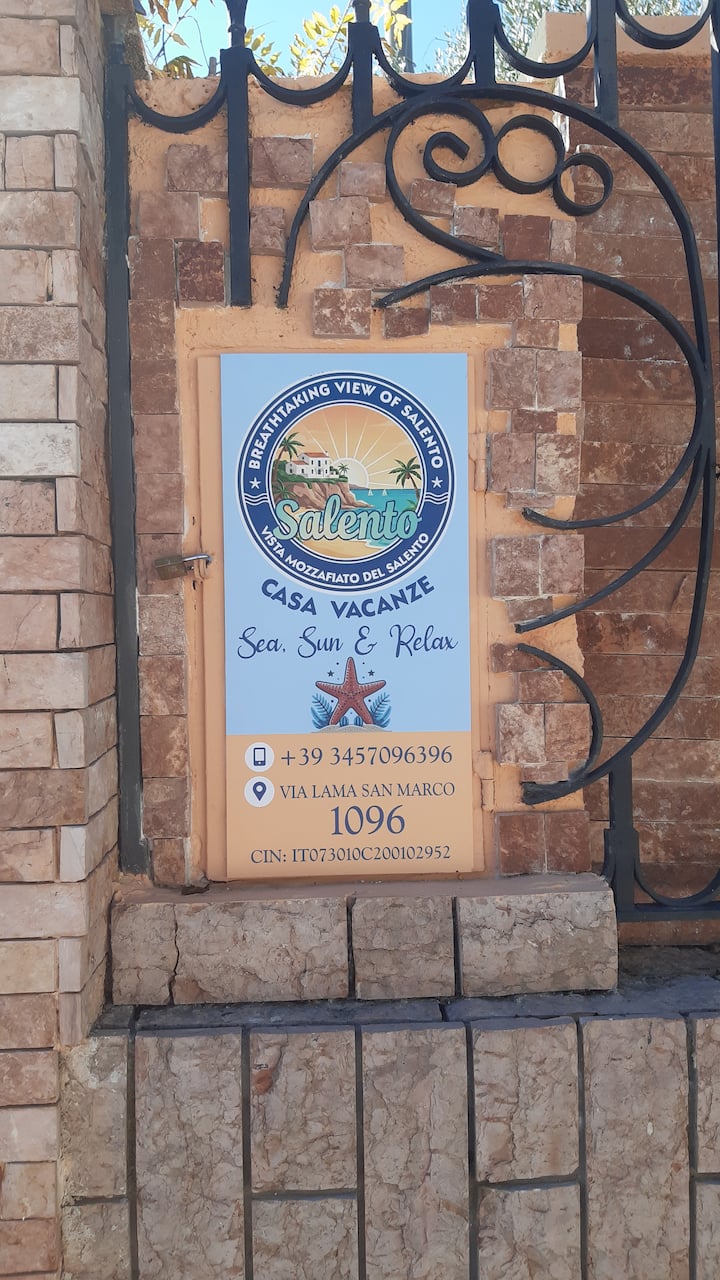 BREATHTAKING VIEW OF SALENTO
Salento
VISTA MOZZAFIATO DEL SALENTO
CASA VACANZE
Sea, Sun & Relax
+39 3457096396
VIA LAMA SAN MARCO
1096
CIN: IT073010C200102952